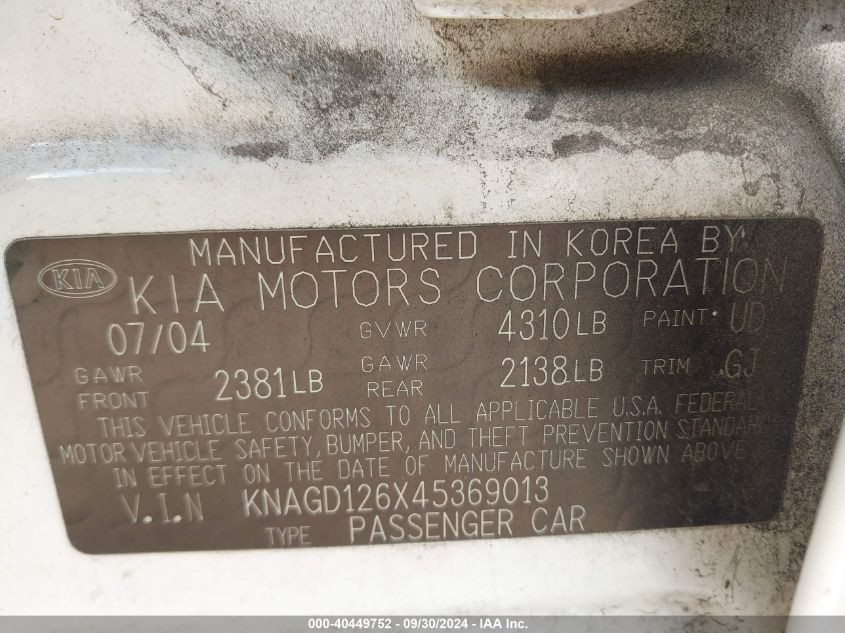 MANUFACTURED IN KOREA BY
KIA KIA MOTORS CORPORATION
07/04 GVWR 4310LB PAINT: UD
GAWR FRONT 2381LB GAWR REAR 2138LB TRIM: GJ
THIS VEHICLE CONFORMS TO ALL APPLICABLE U.S.A. FEDERAL
MOTOR VEHICLE SAFETY, BUMPER, AND THEFT PREVENTION STANDARDS
IN EFFECT ON THE DATE OF MANUFACTURE SHOWN ABOVE
V.I.N KNAGD126X45369013
TYPE PASSENGER CAR
000-40449752 - 09/30/2024 - IAA Inc.